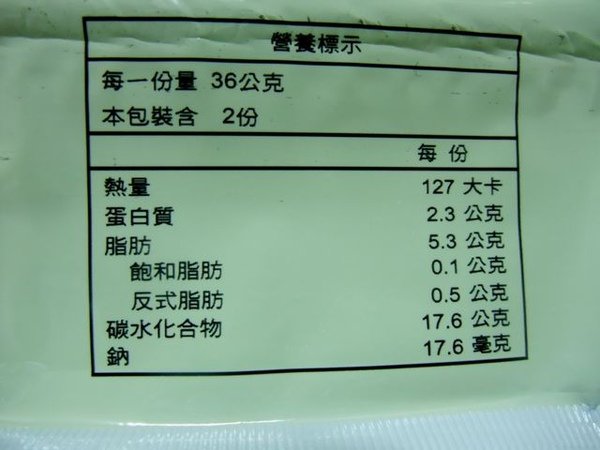 營養標示
每一份量 36公克
本包裝含 2份
每 份
熱量 127 大卡
蛋白質 2.3 公克
脂肪 5.3 公克
飽和脂肪 0.1 公克
反式脂肪 0.5 公克
碳水化合物 17.6 公克
鈉 17.6 毫克